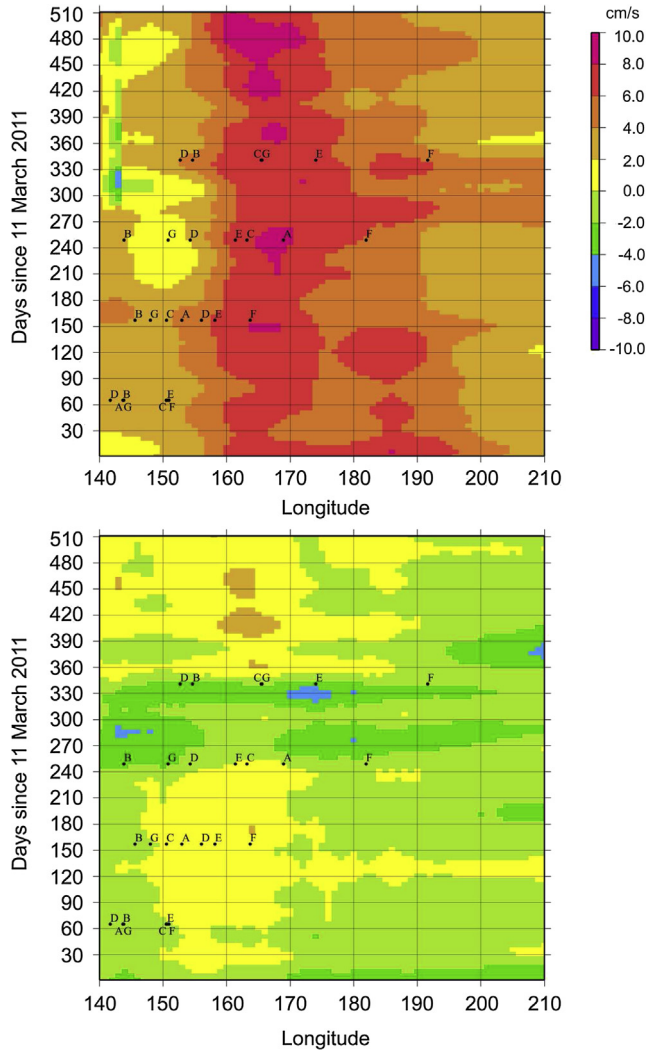 cm/s
10.0
8.0
6.0
4.0
2.0
0.0
-2.0
-4.0
-6.0
-8.0
-10.0
Days since 11 March 2011
510
480
450
420
390
360
330
300
270
240
210
180
150
120
90
60
30
D B CG E F
B G D E C A F
B G C A D E F
D B E
A G C F
140 150 160 170 180 190 200 210
Longitude
Days since 11 March 2011
510
480
450
420
390
360
330
300
270
240
210
180
150
120
90
60
30
D B CG E F
B G D E C A F
B G C A D E F
D B E
A G C F
140 150 160 170 180 190 200 210
Longitude